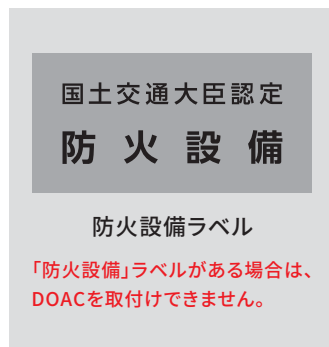 国土交通大臣認定
防火設備
防火設備ラベル
「防火設備」ラベルがある場合は、
DOACを取付けできません。